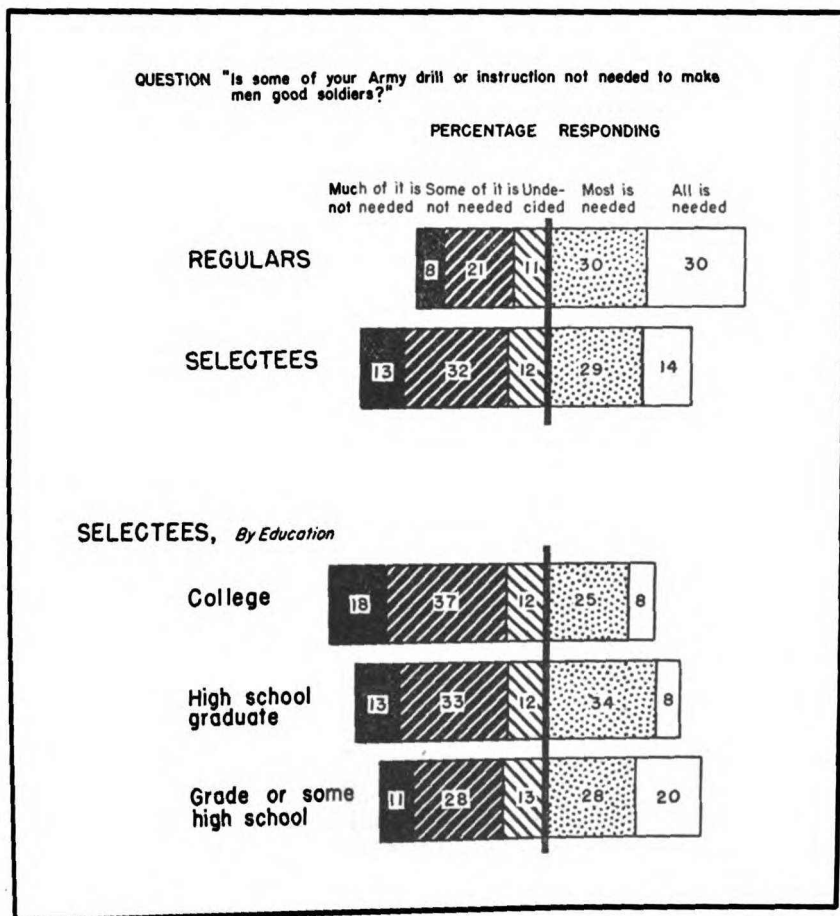 QUESTION "Is some of your Army drill or instruction not needed to make
men good soldiers?"
PERCENTAGE RESPONDING
Much of it is Some of it is Unde- Most is All is
not needed not needed cided needed needed
REGULARS 8 21 11 30 30
SELECTEES 13 32 12 29 14
SELECTEES, By Education
College 18 37 12 25 8
High school
graduate 13 33 12 34 8
Grade or some
high school 11 28 13 28 20